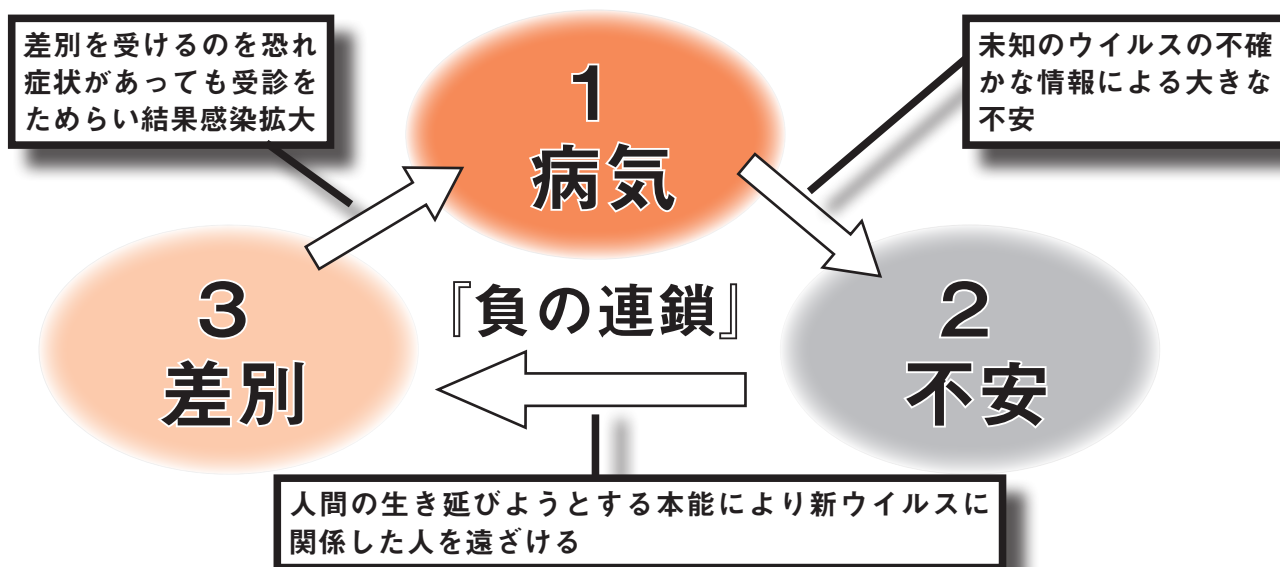 差別を受けるのを恐れ
症状があっても受診を
ためらい結果感染拡大
1
病気
未知のウイルスの不確
かな情報による大きな
不安
3
差別
『負の連鎖』
2
不安
人間の生き延びようとする本能により新ウイルスに
関係した人を遠ざける